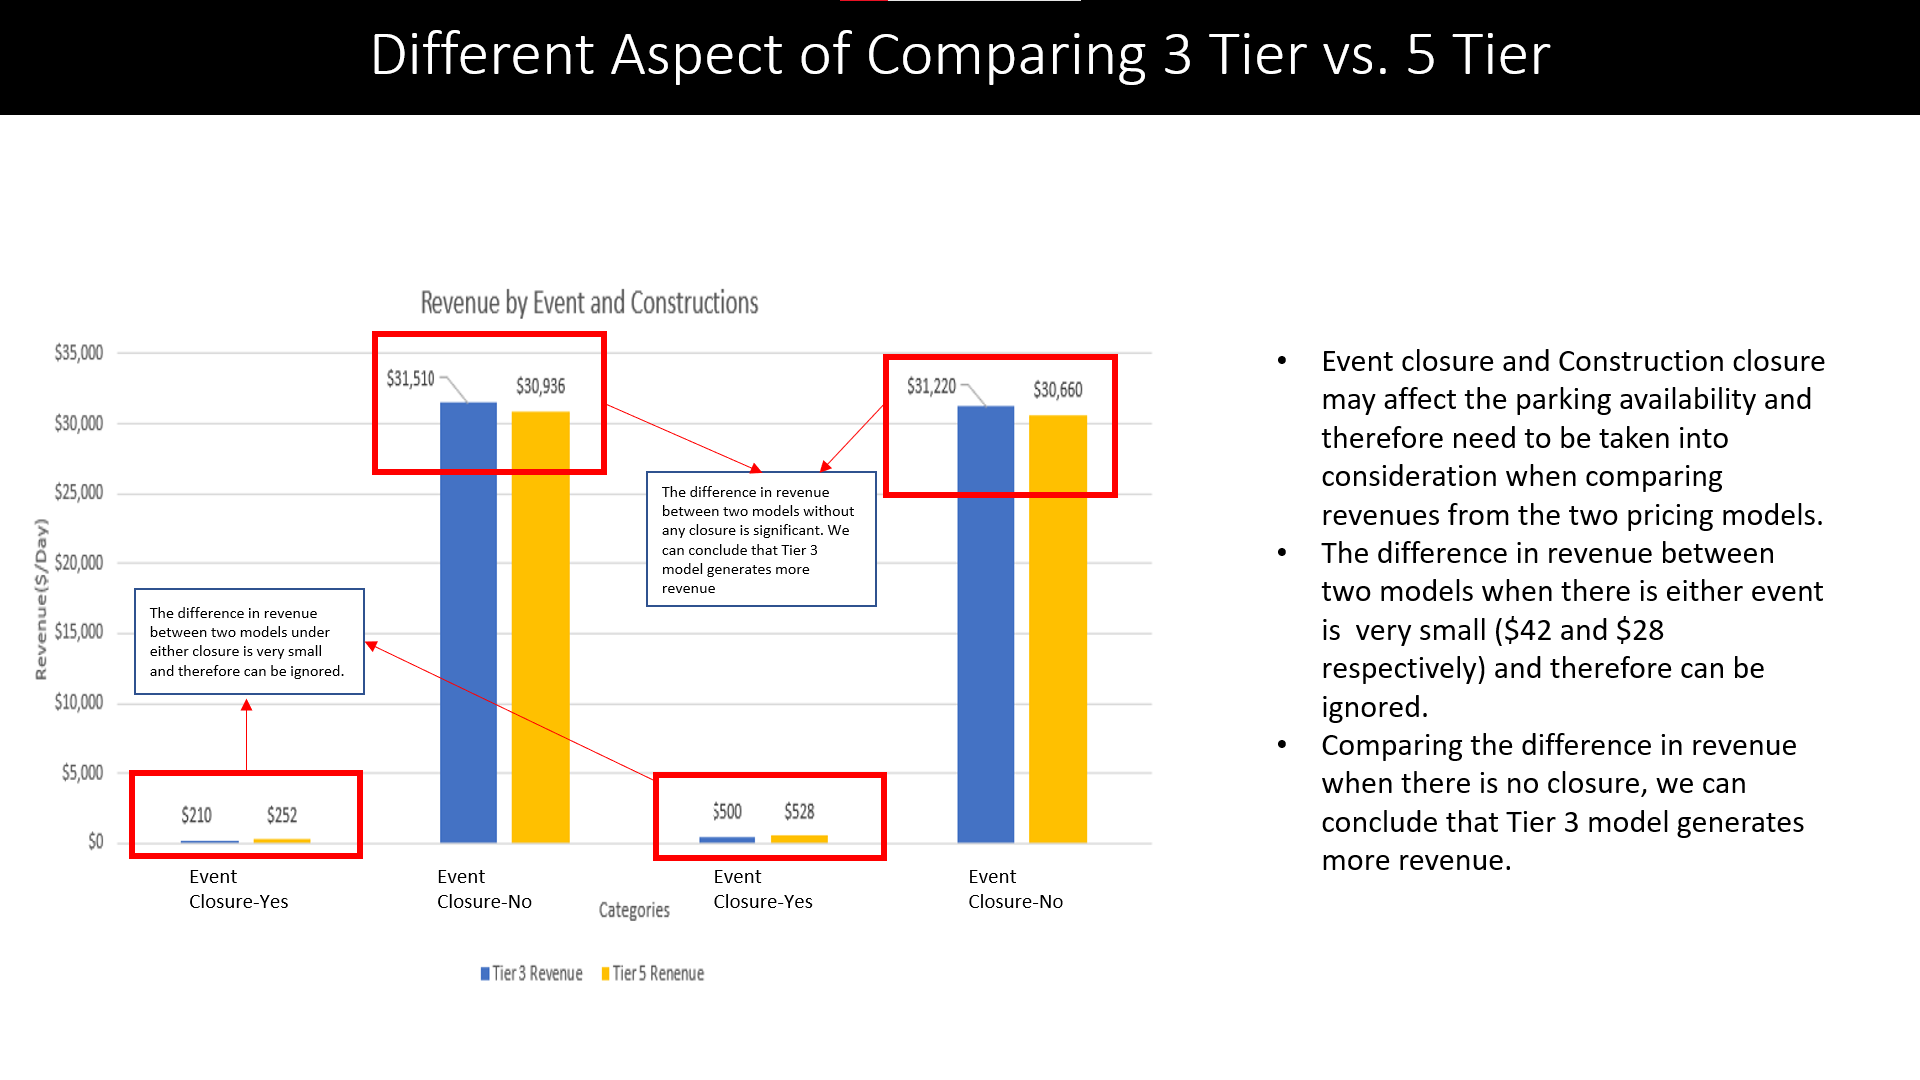 Different Aspect of Comparing 3 Tier vs. 5 Tier
Revenue by Event and Constructions
Revenue($/Day)
$35,000
$30,000
$25,000
$20,000
$15,000
$10,000
$5,000
$0
$31,510
$30,936
$31,220
$30,660
The difference in revenue
between two models without
any closure is significant. We
can conclude that Tier 3
model generates more
revenue
The difference in revenue
between two models under
either closure is very small
and therefore can be ignored.
$210
$252
$500
$528
Event
Closure-Yes
Event
Closure-No
Event
Closure-Yes
Event
Closure-No
Categories
Tier 3 Revenue
Tier 5 Renenue
• Event closure and Construction closure
may affect the parking availability and
therefore need to be taken into
consideration when comparing
revenues from the two pricing models.
• The difference in revenue between
two models when there is either event
is  very small ($42 and $28
respectively) and therefore can be
ignored.
• Comparing the difference in revenue
when there is no closure, we can
conclude that Tier 3 model generates
more revenue.